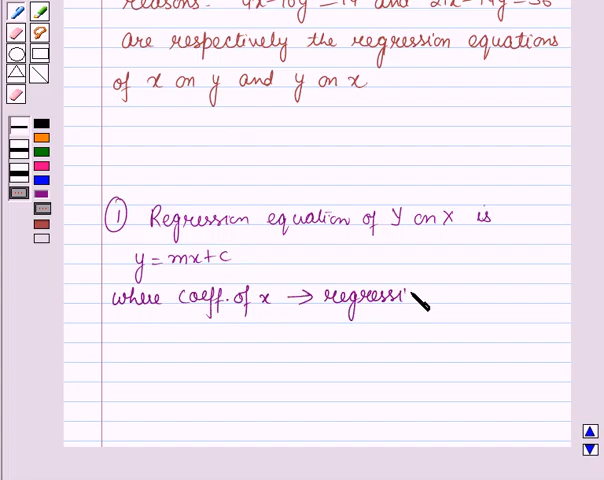 reasons.
are respectively the regression equations
of x on y and y on x
① Regression equation of Y on X is
y = mx + c
where coeff. of x → regressi